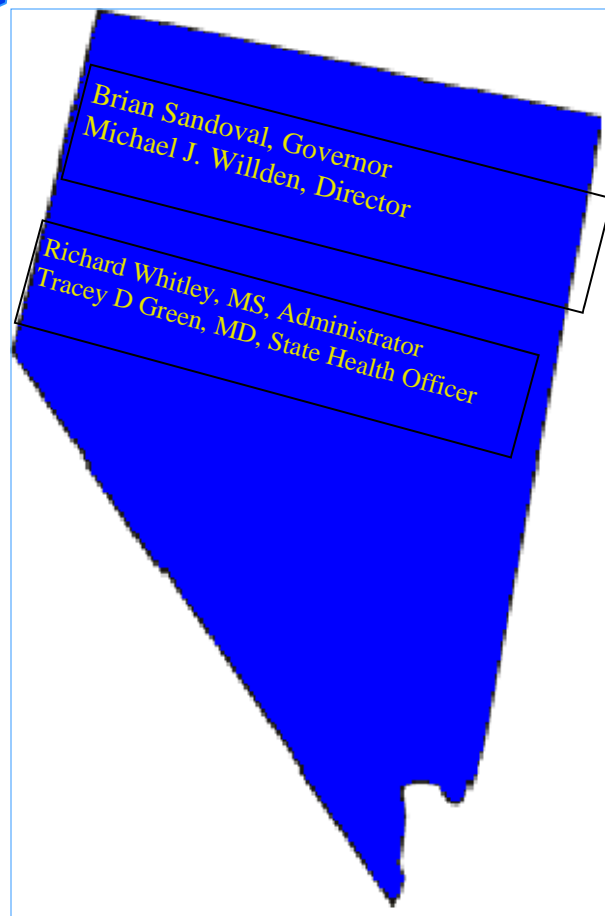 Brian Sandoval, Governor
Michael J. Willden, Director
Richard Whitley, MS, Administrator
Tracey D Green, MD, State Health Officer